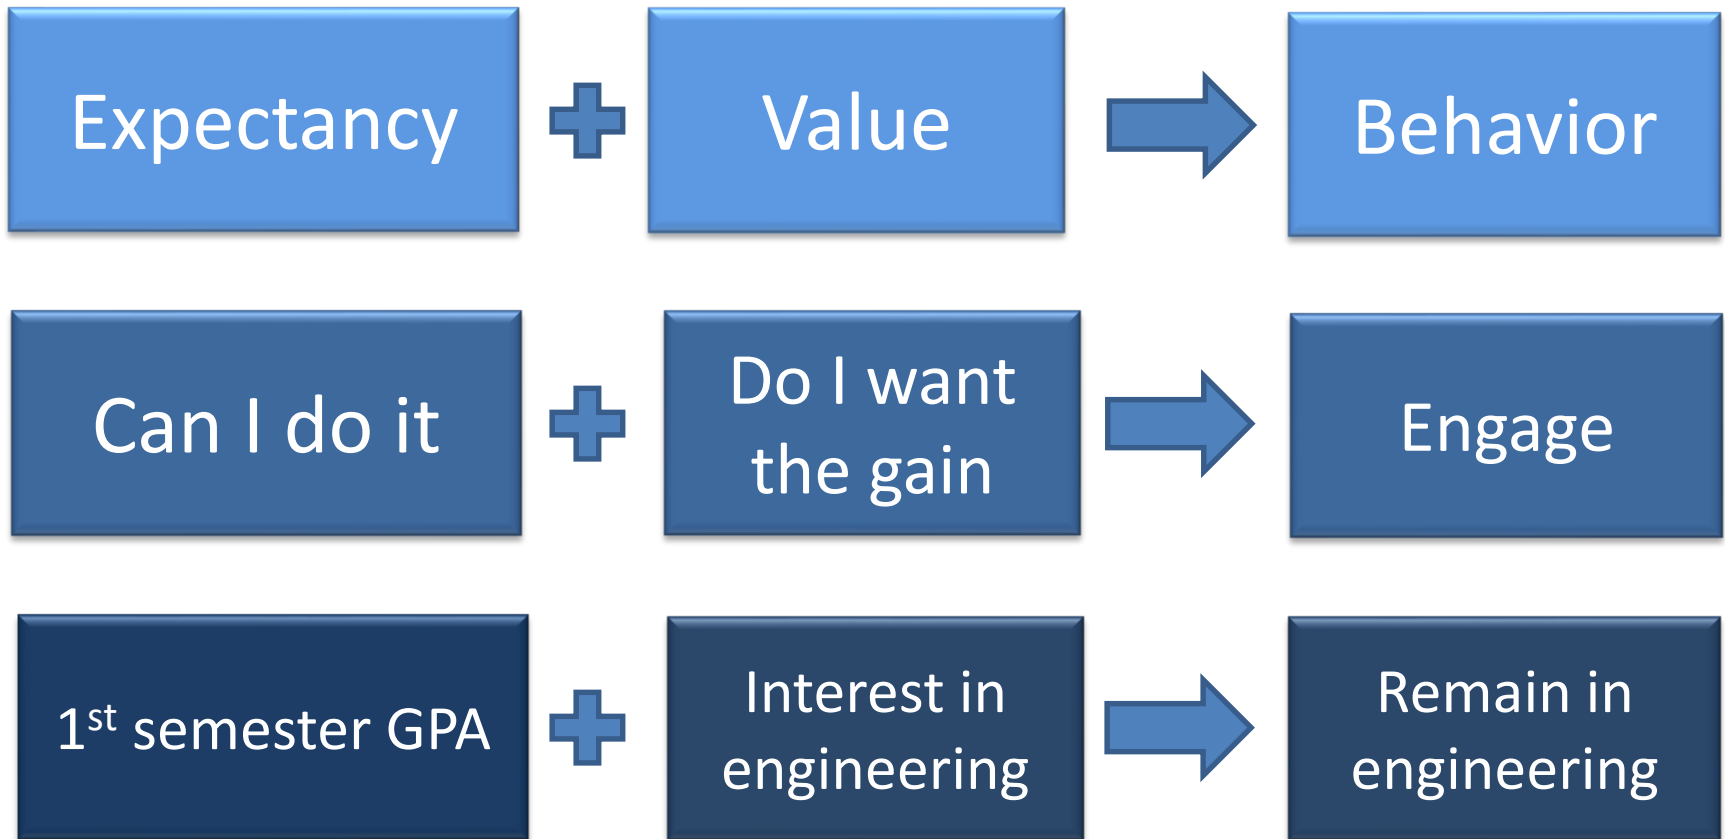 Expectancy
Value
Behavior
Can I do it
Do I want
the gain
Engage
1st semester GPA
Interest in
engineering
Remain in
engineering